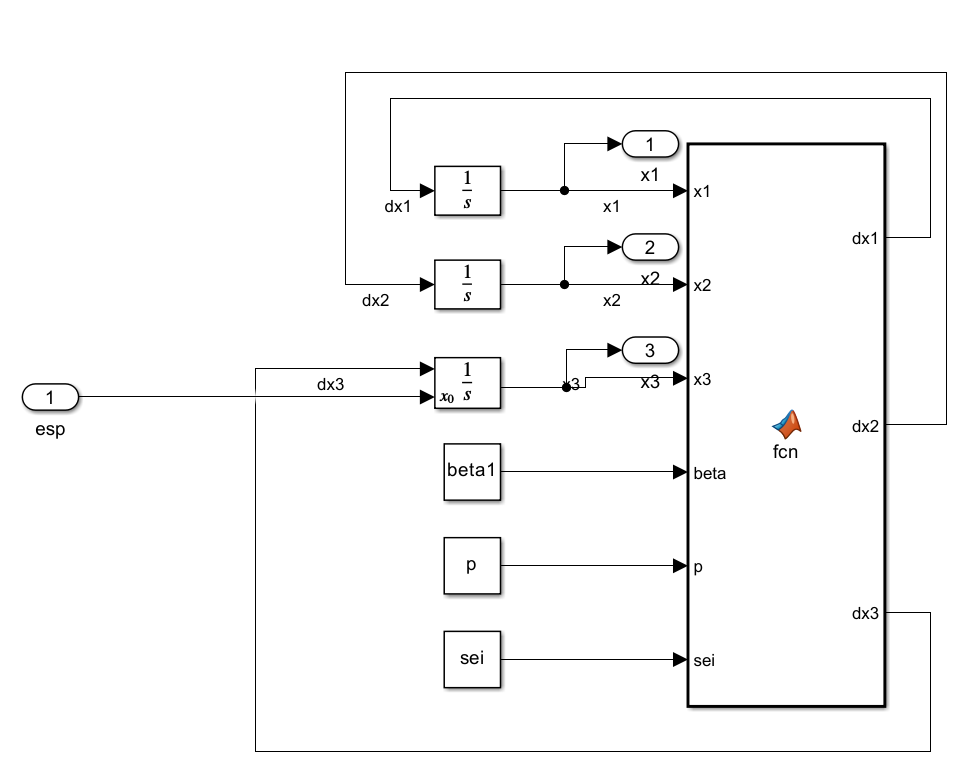 1
x1
1
s
dx1
x1
x1
dx1
2
x2
1
s
dx2
x2
x2
3
x3
1
esp
dx3
1
x0 s
x3
x3
fcn
dx2
beta1
beta
p
p
dx3
sei
sei